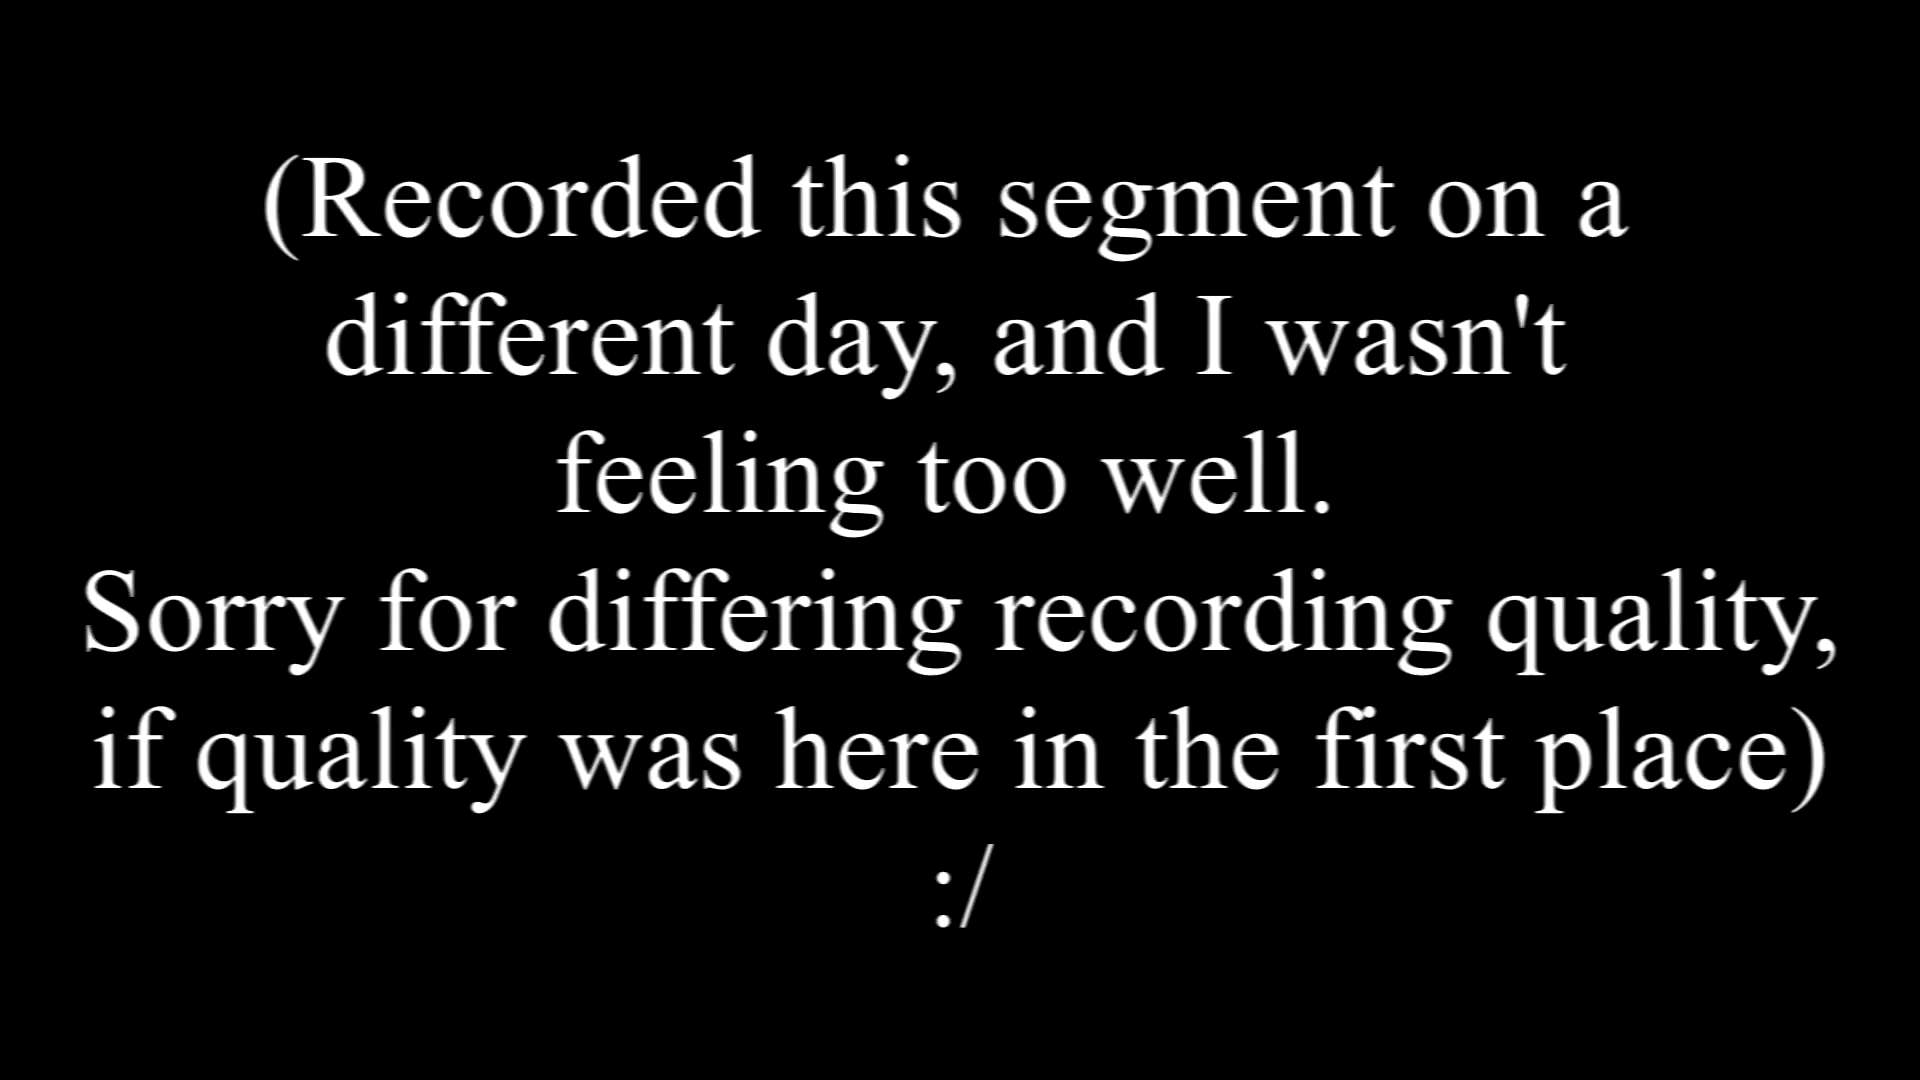 (Recorded this segment on a
different day, and I wasn't
feeling too well.
Sorry for differing recording quality,
if quality was here in the first place)
:/